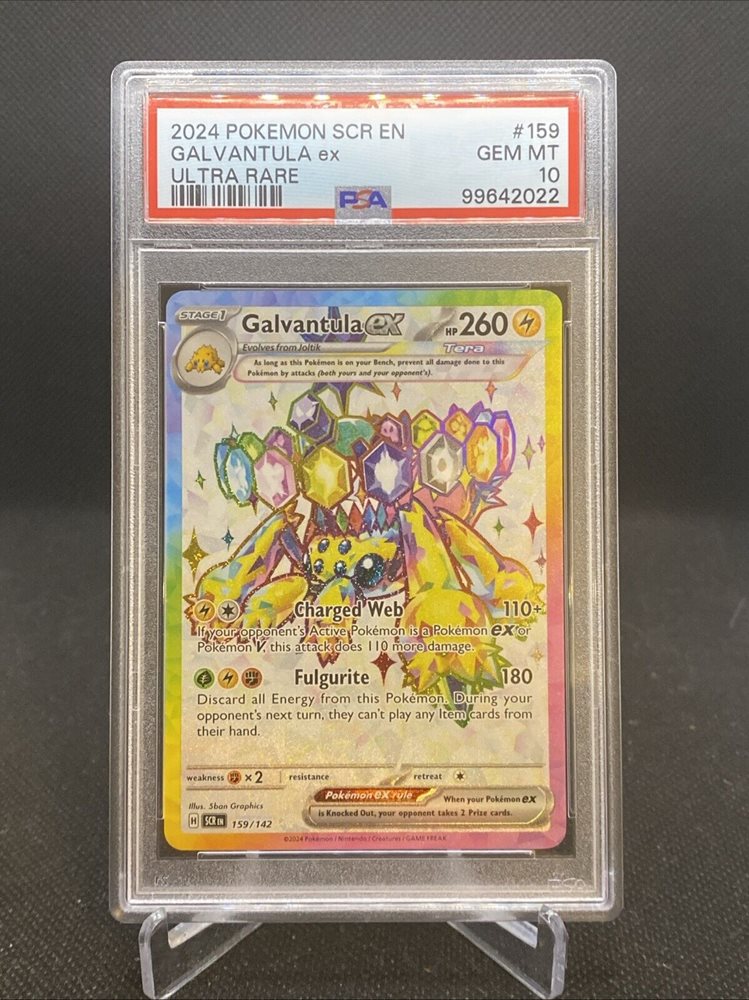 2024 POKEMON SCR EN #159
GALVANTULA ex GEM MT
ULTRA RARE 10
PSA 99642022
STAGE 1 Galvantula ex HP 260
Evolves from Joltik Tera
As long as this Pokémon is on your Bench, prevent all damage done to this
Pokémon by attacks (both yours and your opponent's).
Charged Web 110+
If your opponent's Active Pokémon is a Pokémon ex or
Pokémon V, this attack does 110 more damage.
Fulgurite 180
Discard all Energy from this Pokémon. During your
opponent's next turn, they can't play any Item cards from
their hand.
weakness ×2 resistance retreat
Pokémon ex rule When your Pokémon ex
is Knocked Out, your opponent takes 2 Prize cards.
Illus. 5ban Graphics
H SCR EN 159/142
©2024 Pokémon / Nintendo / Creatures / GAME FREAK
PSA